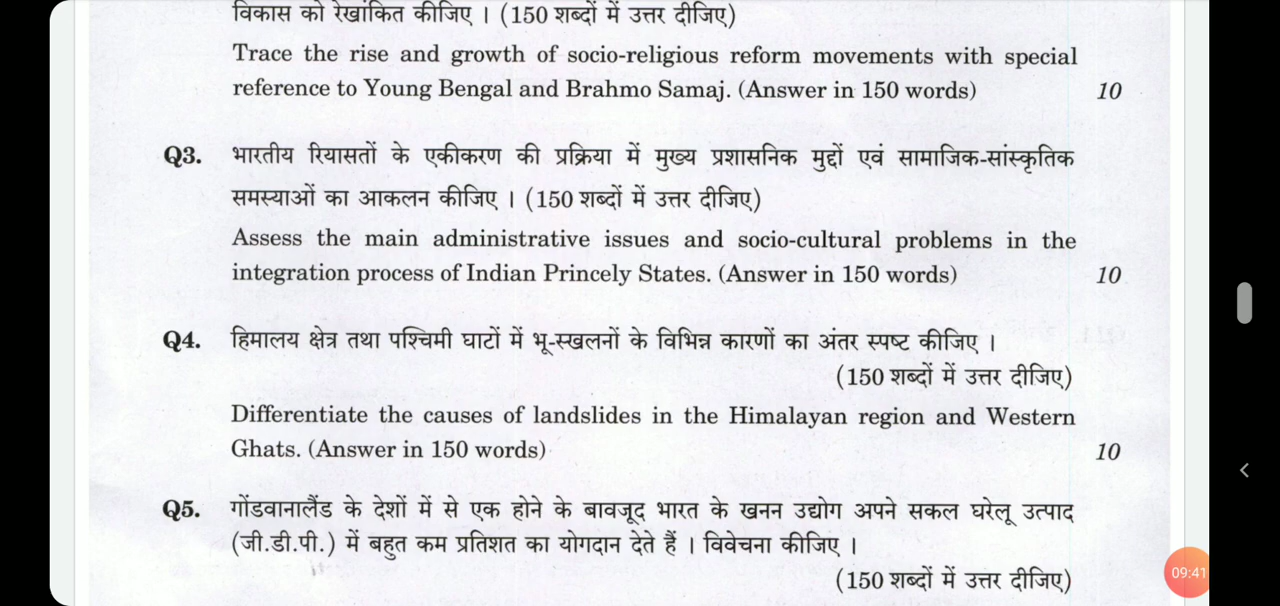 विकास को रेखांकित कीजिए । (150 शब्दों में उत्तर दीजिए)
Trace the rise and growth of socio-religious reform movements with special
reference to Young Bengal and Brahmo Samaj. (Answer in 150 words) 10
Q3. भारतीय रियासतों के एकीकरण की प्रक्रिया में मुख्य प्रशासनिक मुद्दों एवं सामाजिक-सांस्कृतिक
समस्याओं का आकलन कीजिए । (150 शब्दों में उत्तर दीजिए)
Assess the main administrative issues and socio-cultural problems in the
integration process of Indian Princely States. (Answer in 150 words) 10
Q4. हिमालय क्षेत्र तथा पश्चिमी घाटों में भू-स्खलनों के विभिन्न कारणों का अंतर स्पष्ट कीजिए ।
(150 शब्दों में उत्तर दीजिए)
Differentiate the causes of landslides in the Himalayan region and Western
Ghats. (Answer in 150 words) 10
Q5. गोंडवानालैंड के देशों में से एक होने के बावजूद भारत के खनन उद्योग अपने सकल घरेलू उत्पाद
(जी.डी.पी.) में बहुत कम प्रतिशत का योगदान देते हैं । विवेचना कीजिए ।
(150 शब्दों में उत्तर दीजिए)
09:41